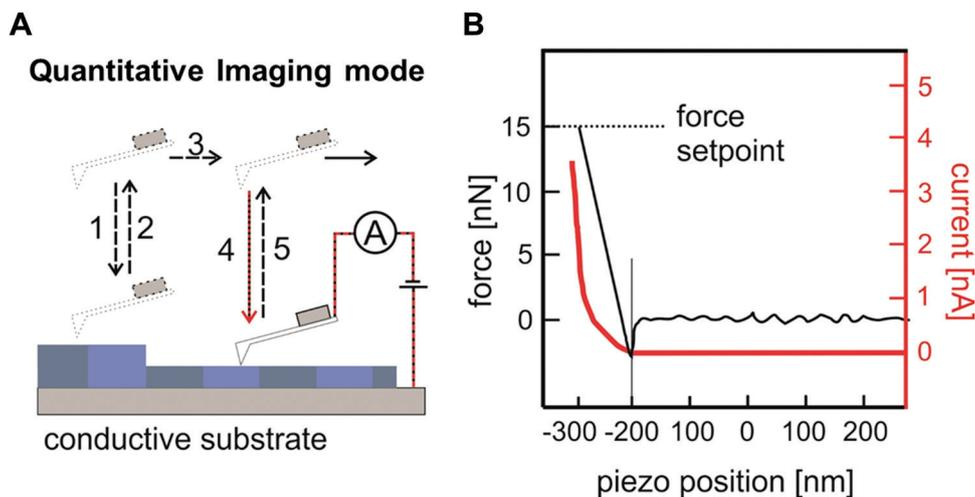 A
Quantitative Imaging mode
3
1
2
4
5
A
conductive substrate
B
force
setpoint
15
10
5
0
force [nN]
5
4
3
2
1
0
current [nA]
-300 -200 100 0 100 200
piezo position [nm]